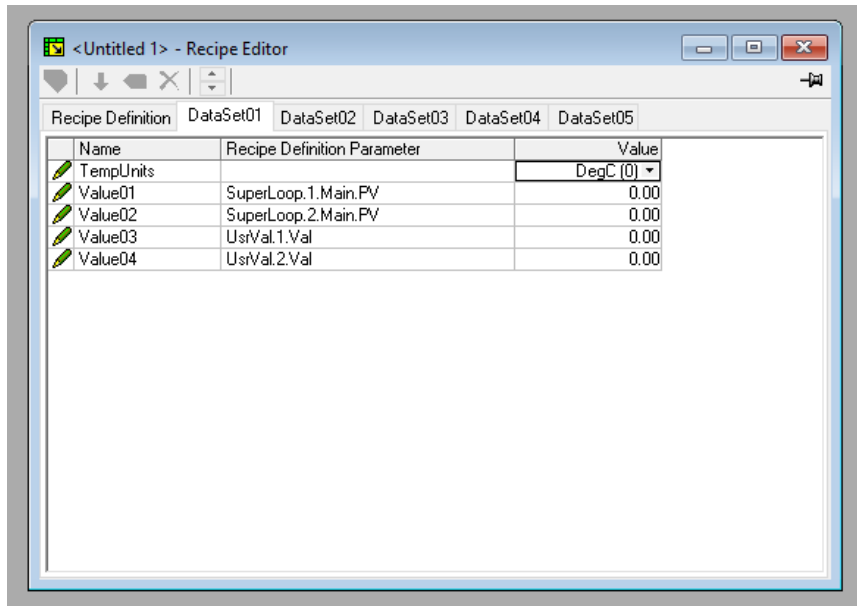 <Untitled 1> - Recipe Editor
Recipe Definition DataSet01 DataSet02 DataSet03 DataSet04 DataSet05
Name Recipe Definition Parameter Value
TempUnits DegC (0)
Value01 SuperLoop.1.Main.PV 0.00
Value02 SuperLoop.2.Main.PV 0.00
Value03 UsrVal.1.Val 0.00
Value04 UsrVal.2.Val 0.00